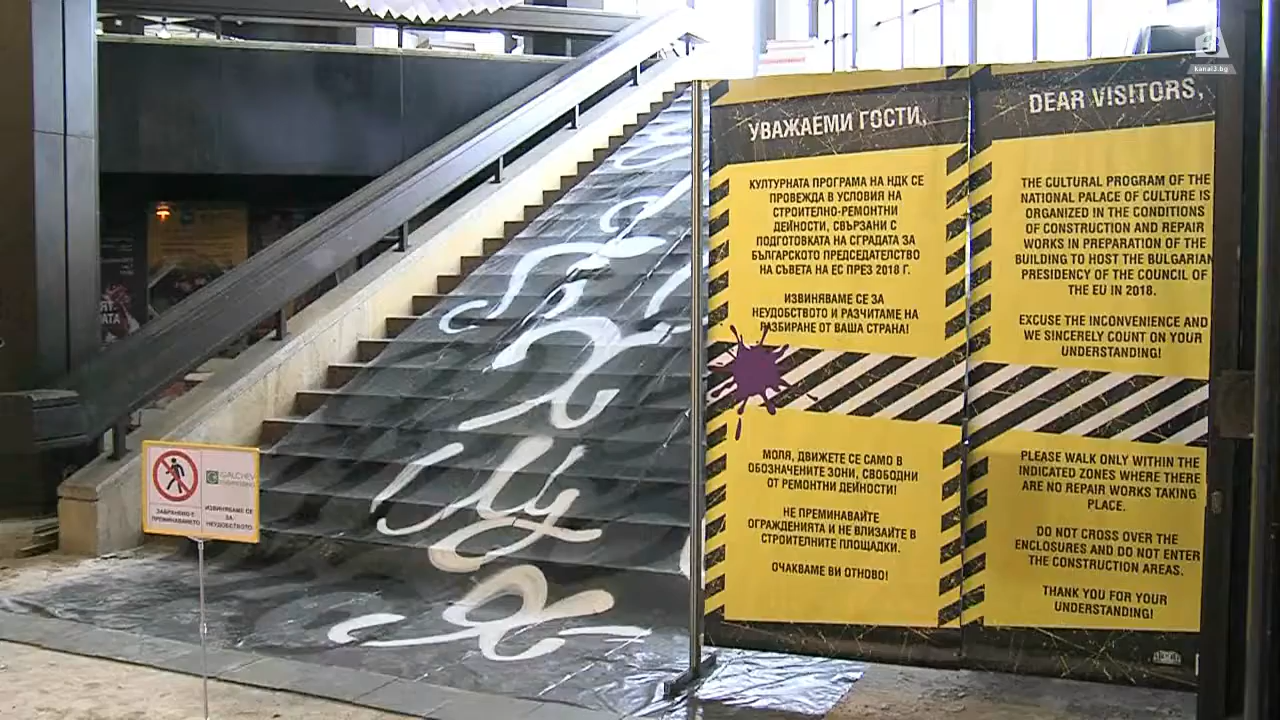 kanal3.bg
УВАЖАЕМИ ГОСТИ,
КУЛТУРНАТА ПРОГРАМА НА НДК СЕ
ПРОВЕЖДА В УСЛОВИЯ НА
СТРОИТЕЛНО-РЕМОНТНИ
ДЕЙНОСТИ, СВЪРЗАНИ С
ПОДГОТОВКАТА НА СГРАДАТА ЗА
БЪЛГАРСКОТО ПРЕДСЕДАТЕЛСТВО
НА СЪВЕТА НА ЕС ПРЕЗ 2018 Г.
ИЗВИНЯВАМЕ СЕ ЗА
НЕУДОБСТВОТО И РАЗЧИТАМЕ НА
РАЗБИРАНЕ ОТ ВАША СТРАНА!
МОЛЯ, ДВИЖЕТЕ СЕ САМО В
ОБОЗНАЧЕНИТЕ ЗОНИ, СВОБОДНИ
ОТ РЕМОНТНИ ДЕЙНОСТИ!
НЕ ПРЕМИНАВАЙТЕ
ОГРАЖДЕНИЯТА И НЕ ВЛИЗАЙТЕ В
СТРОИТЕЛНИТЕ ПЛОЩАДКИ.
ОЧАКВАМЕ ВИ ОТНОВО!
DEAR VISITORS,
THE CULTURAL PROGRAM OF THE
NATIONAL PALACE OF CULTURE IS
ORGANIZED IN THE CONDITIONS
OF CONSTRUCTION AND REPAIR
WORKS IN PREPARATION OF THE
BUILDING TO HOST THE BULGARIAN
PRESIDENCY OF THE COUNCIL OF
THE EU IN 2018.
EXCUSE THE INCONVENIENCE AND
WE SINCERELY COUNT ON YOUR
UNDERSTANDING!
PLEASE WALK ONLY WITHIN THE
INDICATED ZONES WHERE THERE
ARE NO REPAIR WORKS TAKING
PLACE.
DO NOT CROSS OVER THE
ENCLOSURES AND DO NOT ENTER
THE CONSTRUCTION AREAS.
THANK YOU FOR YOUR
UNDERSTANDING!
GALCHEV
ЗАБРАНЕНО Е
ПРЕМИНАВАНЕТО
ИЗВИНЯВАМЕ СЕ
ЗА
НЕУДОБСТВОТО